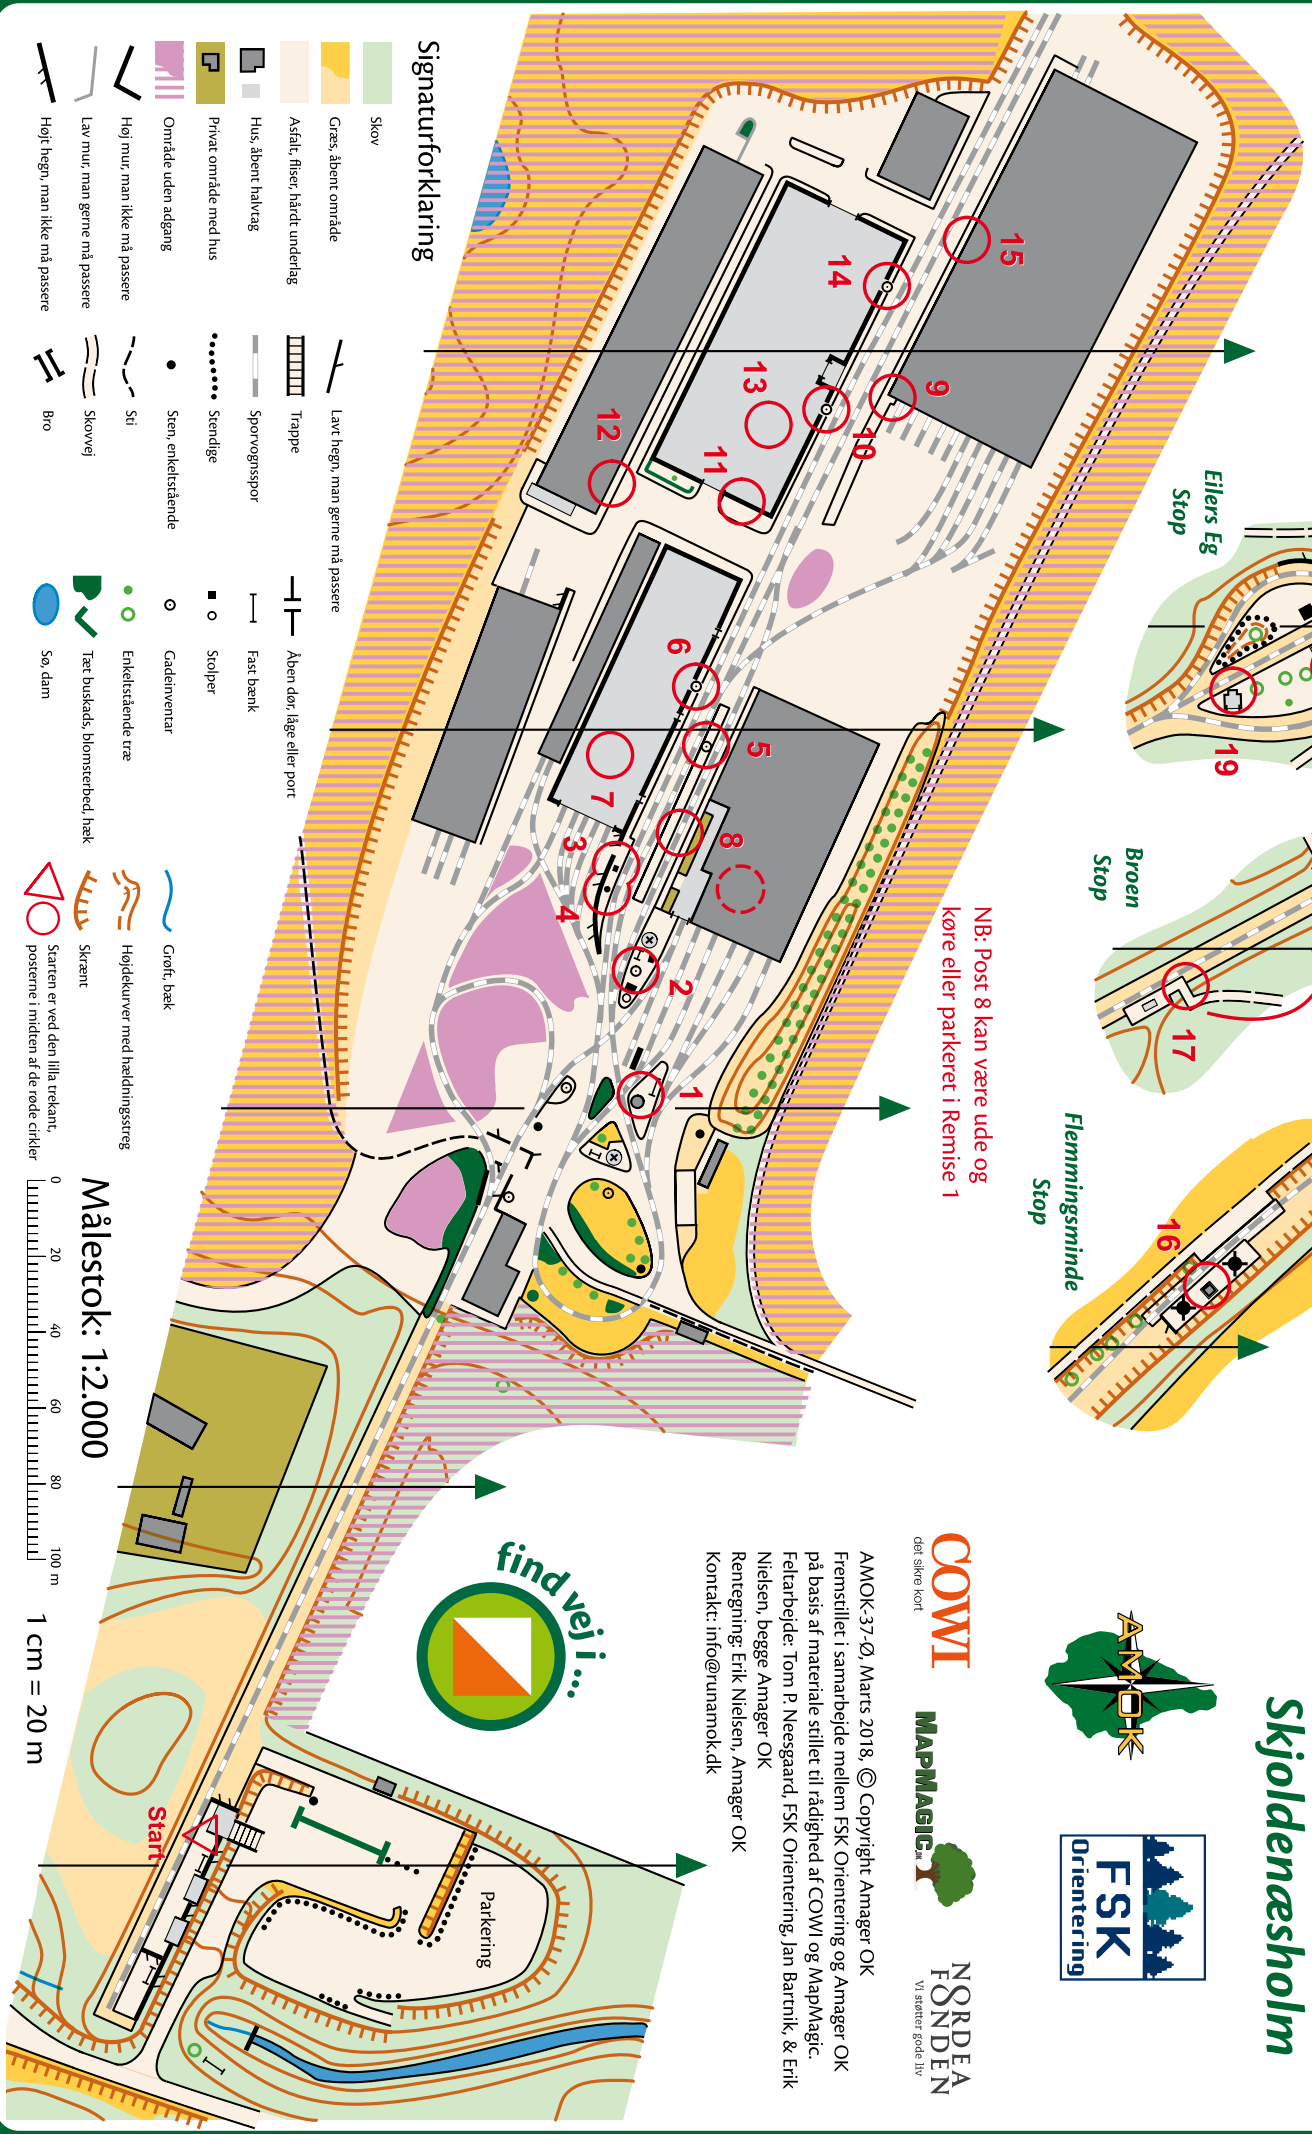 Skjoldenæsholm
Eilers Eg
Stop
19
Broen
Stop
17
Flemmingsminde
Stop
16
AMOK
FSK
Orientering
COWI
det sikre kort
MAPMAGIC
NORDEA
FONDEN
Vi støtter gode liv
NB: Post 8 kan være ude og
køre eller parkeret i Remise 1
AMOK-37-Ø, Marts 2018, © Copyright Amager OK
Fremstillet i samarbejde mellem FSK Orientering og Amager OK
på basis af materiale stillet til rådighed af COWI og MapMagic.
Feltarbejde: Tom P. Neesgaard, FSK Orientering, Jan Bartnik, & Erik
Nielsen, begge Amager OK
Rentegning: Erik Nielsen, Amager OK
Kontakt: info@runamok.dk
find vej i...
15
14
9
10
13
11
12
6
5
7
8
3
4
2
1
Start
Parkering
Signaturforklaring
Skov
Græs, åbent område
Asfalt, fliser, hårdt underlag
Hus, åbent halvtag
Privat område med hus
Område uden adgang
Høj mur, man ikke må passere
Lav mur, man gerne må passere
Højt hegn, man ikke må passere
Lavt hegn, man gerne må passere
Trappe
Sporvognsspor
Stendige
Sten, enkeltstående
Sti
Skovvej
Bro
Åben dør, låge eller port
Fast bænk
Stolper
Gadeinventar
Enkeltstående træ
Tæt buskads, blomsterbed, hæk
Sø, dam
Grøft, bæk
Højdekurver med hældningsstreg
Skrænt
Starten er ved den lilla trekant,
posterne i midten af de røde cirkler
Målestok: 1:2.000
0 20 40 60 80 100 m
1 cm = 20 m